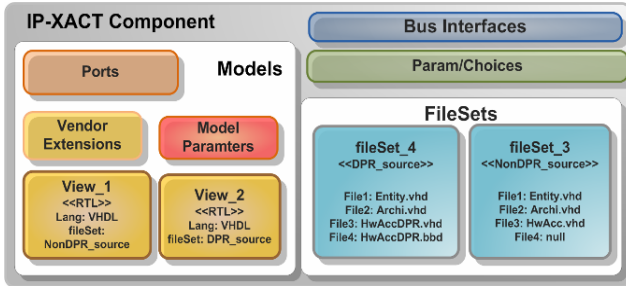 IP-XACT Component
Bus Interfaces
Param/Choices
Models
Ports
Vendor
Extensions
Model
Paramters
View_1
<<RTL>>
Lang: VHDL
fileSet:
NonDPR_source
View_2
<<RTL>>
Lang: VHDL
fileSet: DPR_source
FileSets
fileSet_4
<<DPR_source>>
File1: Entity.vhd
File2: Archi.vhd
File3: HwAccDPR.vhd
File4: HwAccDPR.bbd
fileSet_3
<<NonDPR_source>>
File1: Entity.vhd
File2: Archi.vhd
File3: HwAcc.vhd
File4: null